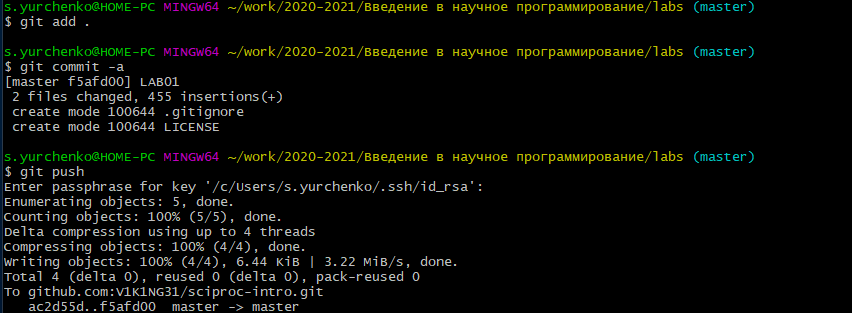 s.yurchenko@HOME-PC MINGW64 ~/work/2020-2021/Введение в научное программирование/labs (master)
$ git add .
s.yurchenko@HOME-PC MINGW64 ~/work/2020-2021/Введение в научное программирование/labs (master)
$ git commit -a
[master f5afd00] LAB01
 2 files changed, 455 insertions(+)
 create mode 100644 .gitignore
 create mode 100644 LICENSE
s.yurchenko@HOME-PC MINGW64 ~/work/2020-2021/Введение в научное программирование/labs (master)
$ git push
Enter passphrase for key '/c/Users/s.yurchenko/.ssh/id_rsa':
Enumerating objects: 5, done.
Counting objects: 100% (5/5), done.
Delta compression using up to 4 threads
Compressing objects: 100% (4/4), done.
Writing objects: 100% (4/4), 6.44 KiB | 3.22 MiB/s, done.
Total 4 (delta 0), reused 0 (delta 0), pack-reused 0
To github.com:V1K1NG31/sciproc-intro.git
   ac2d55d..f5afd00  master -> master